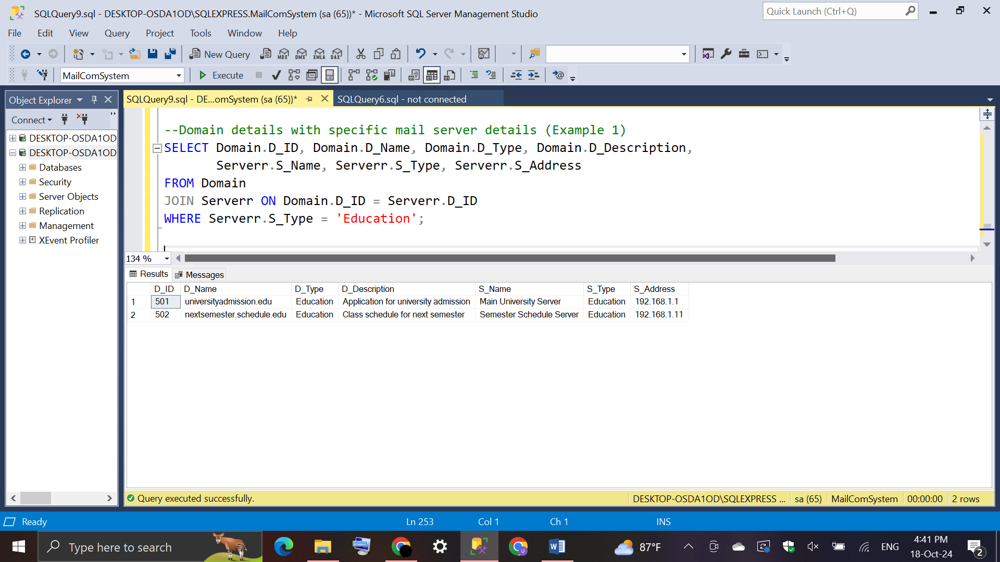 SQLQuery9.sql - DESKTOP-OSDA1OD\SQLEXPRESS.MailComSystem (sa (65))* - Microsoft SQL Server Management Studio
Quick Launch (Ctrl+Q)
File Edit View Query Project Tools Window Help
New Query MDX DMX XMLA DAX
MailComSystem Execute
Object Explorer
SQLQuery9.sql - DE...omSystem (sa (65))* SQLQuery6.sql - not connected
Connect
DESKTOP-OSDA1OD
DESKTOP-OSDA1OD
Databases
Security
Server Objects
Replication
Management
XEvent Profiler
--Domain details with specific mail server details (Example 1)
SELECT Domain.D_ID, Domain.D_Name, Domain.D_Type, Domain.D_Description,
Serverr.S_Name, Serverr.S_Type, Serverr.S_Address
FROM Domain
JOIN Serverr ON Domain.D_ID = Serverr.D_ID
WHERE Serverr.S_Type = 'Education';
134 %
Results Messages
D_ID D_Name D_Type D_Description S_Name S_Type S_Address
1 501 universityadmission.edu Education Application for university admission Main University Server Education 192.168.1.1
2 502 nextsemester.schedule.edu Education Class schedule for next semester Semester Schedule Server Education 192.168.1.11
Query executed successfully. DESKTOP-OSDA1OD\SQLEXPRESS ... sa (65) MailComSystem 00:00:00 2 rows
Ready Ln 253 Col 1 Ch 1 INS
Type here to search 87°F ENG 4:41 PM
18-Oct-24 2